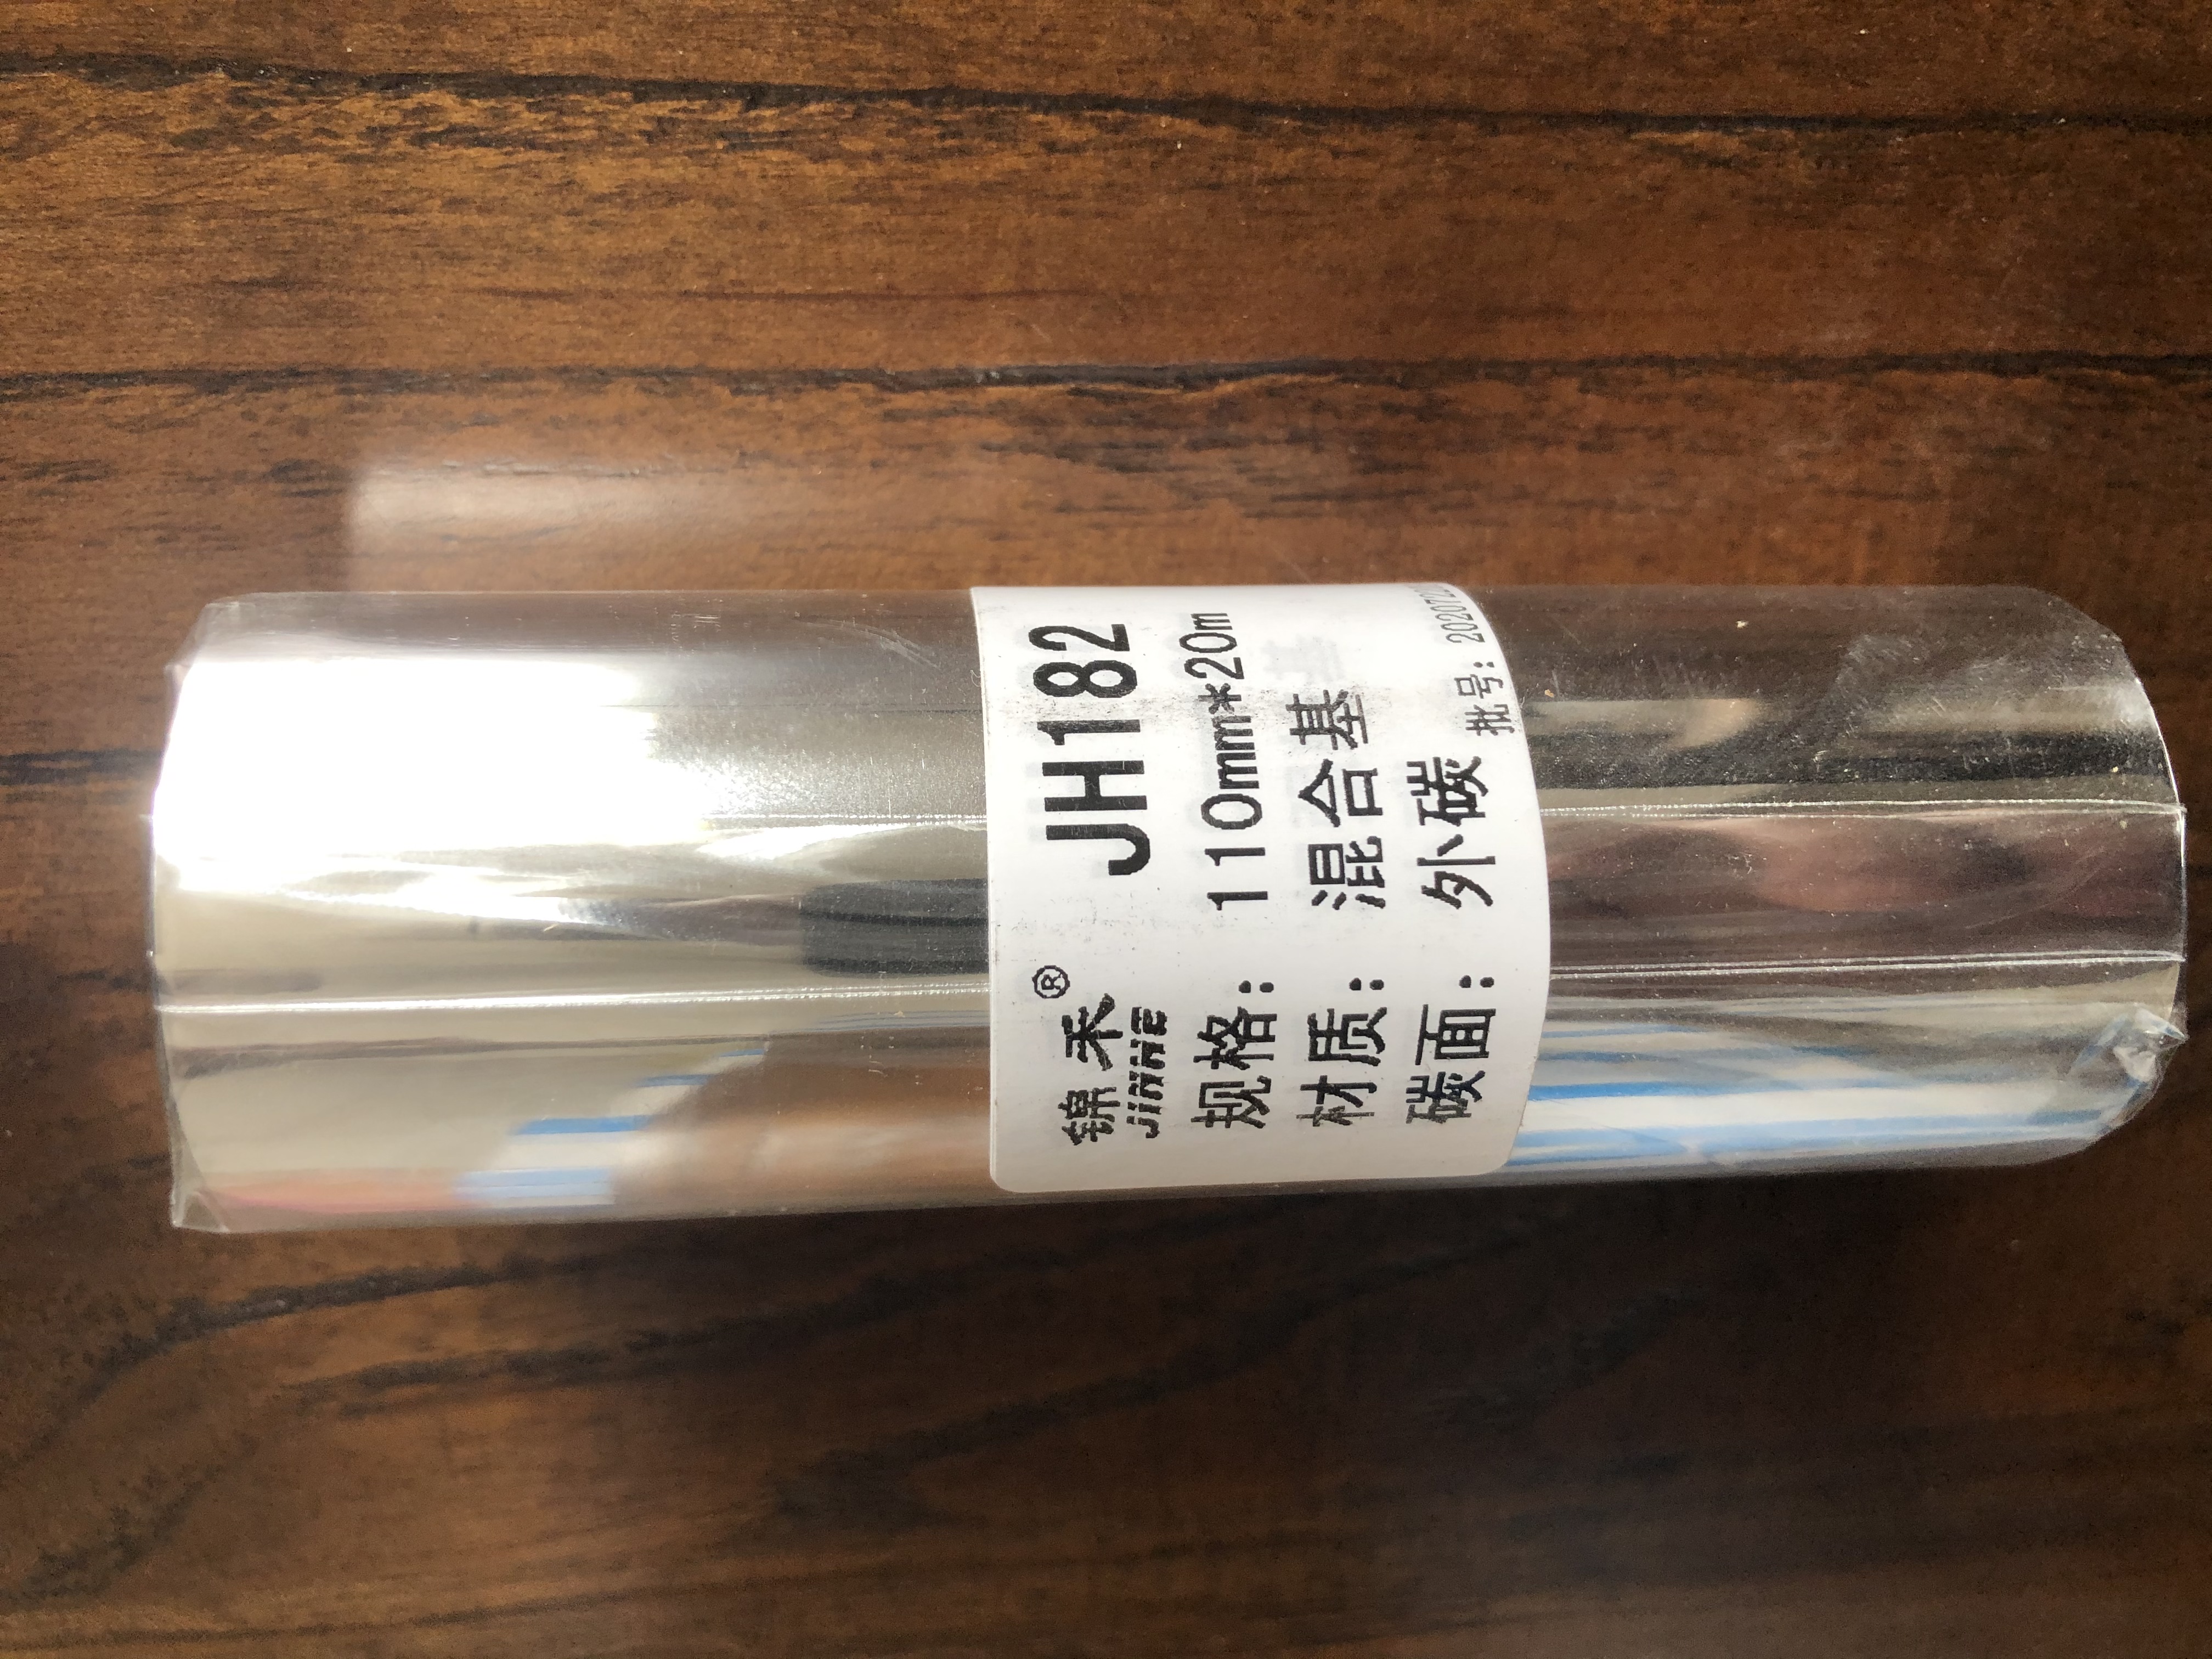 锦禾® JH182
JINHE
规格： 110mm*20m
材质： 混合基
碳面： 外碳
批号：2020722